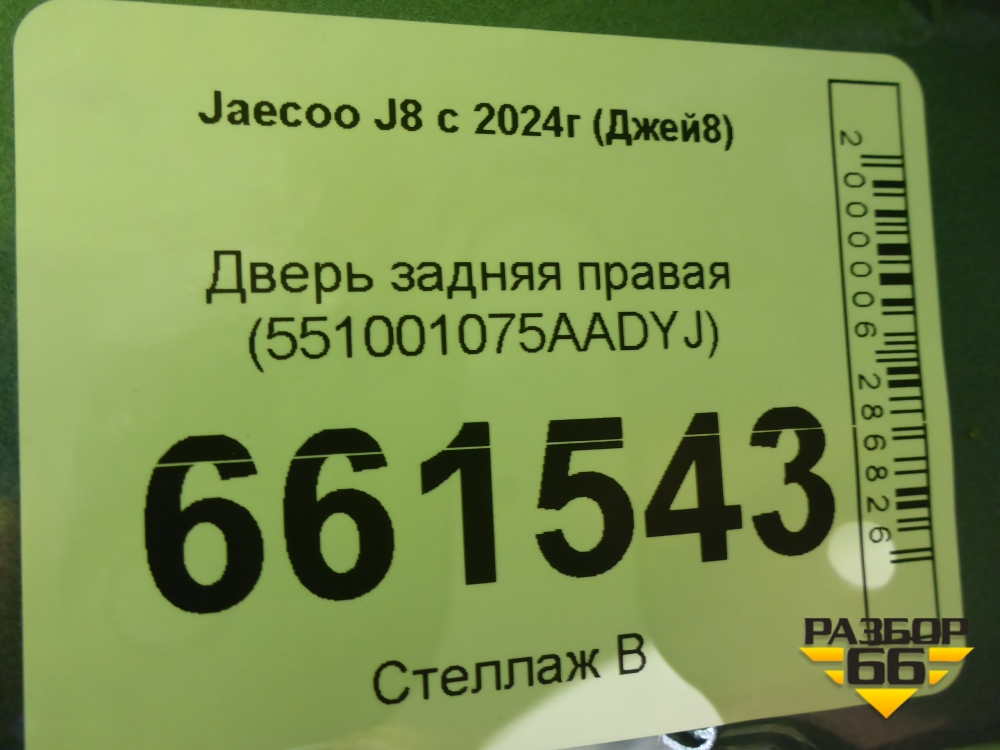 Jaecoo J8 с 2024г (Джей8)
Дверь задняя правая
(551001075AADYJ)
661543
Стеллаж В
2000006286826
РАЗБОР
66